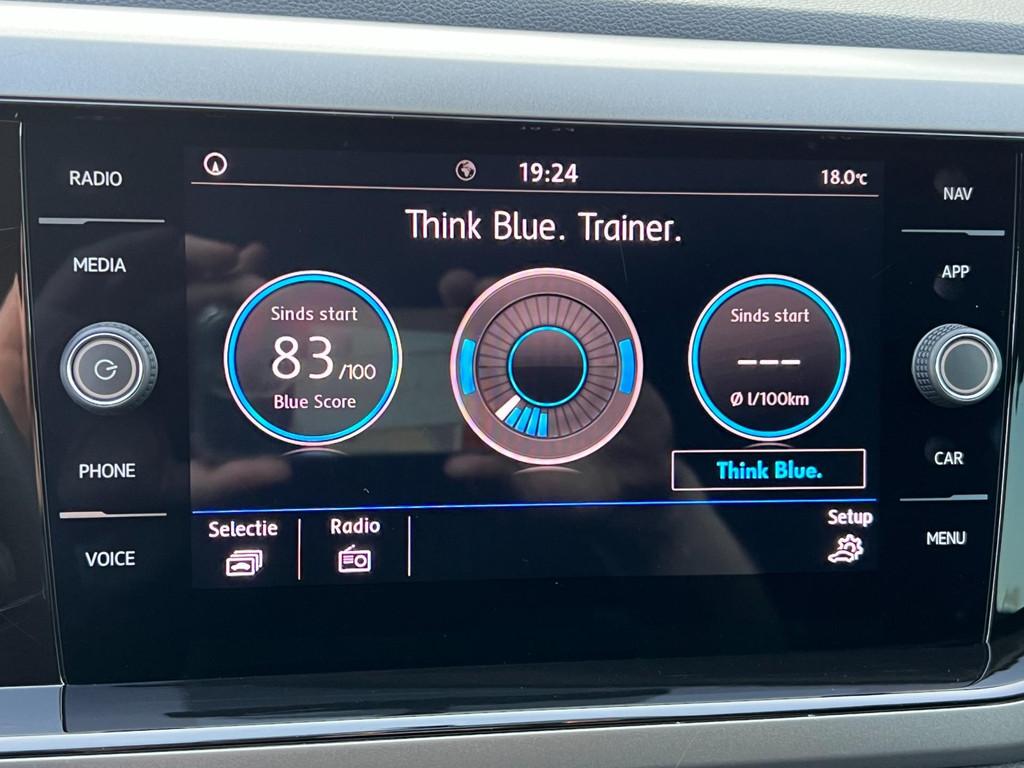 RADIO
MEDIA
PHONE
VOICE
19:24
18.0°C
Think Blue. Trainer.
Sinds start
83/100
Blue Score
Sinds start
---
Ø l/100km
Think Blue.
Selectie
Radio
Setup
NAV
APP
CAR
MENU